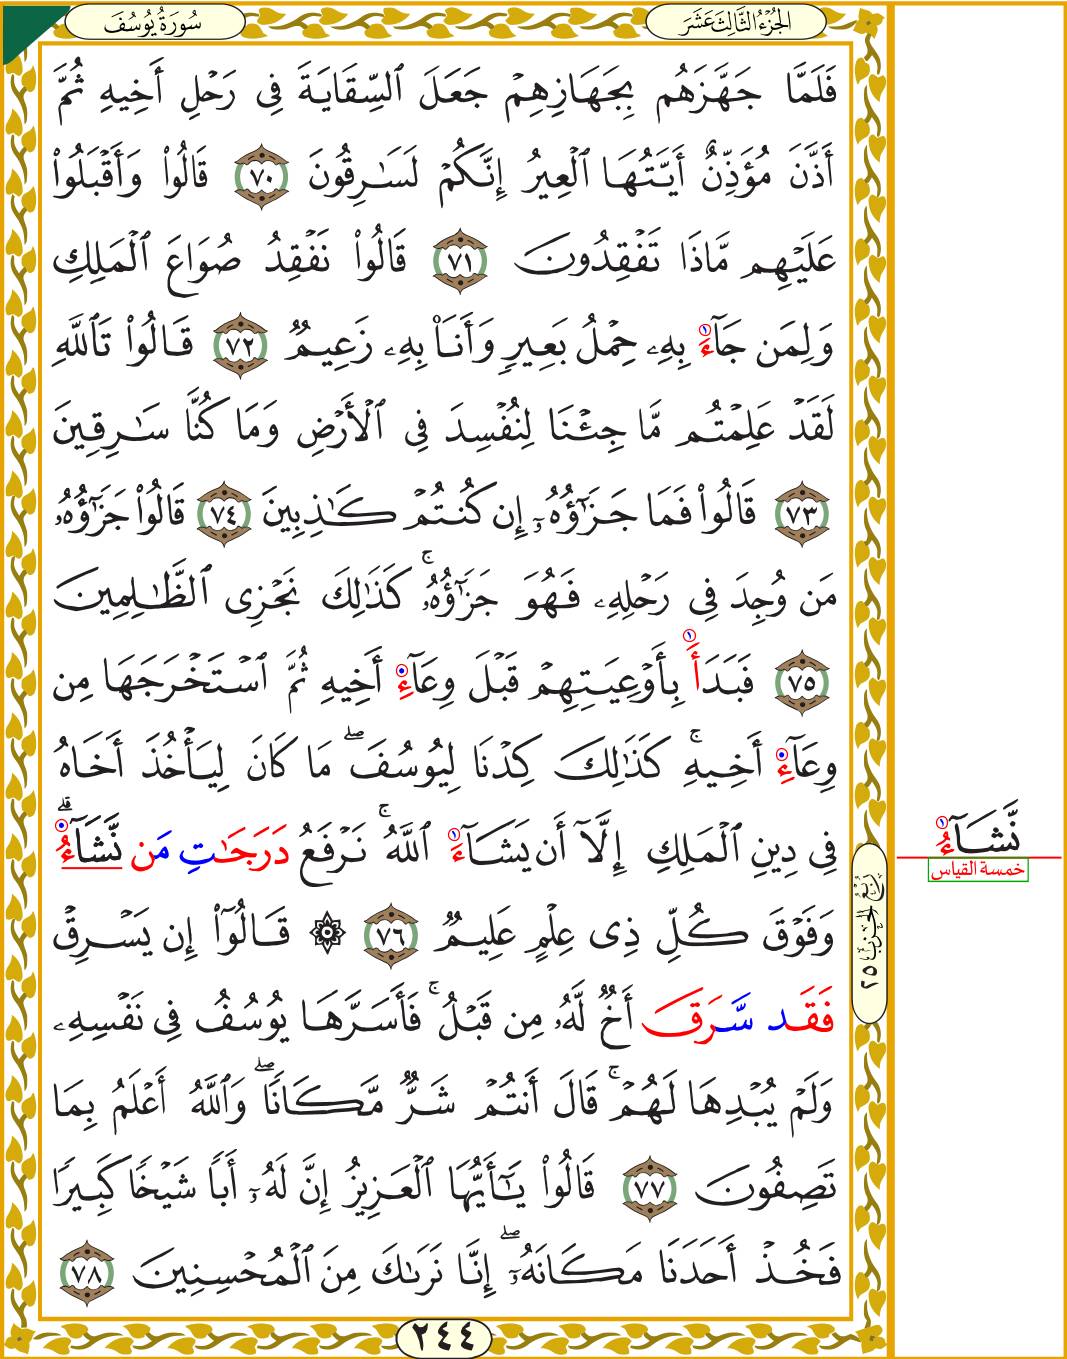 سُورَةُ يُوسُفَ
الجُزْءُ الثَّالِثَ عَشَرَ
فَلَمَّا جَهَّزَهُم بِجَهَازِهِمْ جَعَلَ ٱلسِّقَايَةَ فِى رَحْلِ أَخِيهِ ثُمَّ
أَذَّنَ مُؤَذِّنٌ أَيَّتُهَا ٱلْعِيرُ إِنَّكُمْ لَسَـٰرِقُونَ ٧٠ قَالُوا۟ وَأَقْبَلُوا۟
عَلَيْهِم مَّاذَا تَفْقِدُونَ ٧١ قَالُوا۟ نَفْقِدُ صُوَاعَ ٱلْمَلِكِ
وَلِمَن جَآءَ بِهِۦ حِمْلُ بَعِيرٍ وَأَنَا۠ بِهِۦ زَعِيمٌ ٧٢ قَالُوا۟ تَٱللَّهِ
لَقَدْ عَلِمْتُم مَّا جِئْنَا لِنُفْسِدَ فِى ٱلْأَرْضِ وَمَا كُنَّا سَـٰرِقِينَ
٧٣ قَالُوا۟ فَمَا جَزَٰٓؤُهُۥٓ إِن كُنتُمْ كَـٰذِبِينَ ٧٤ قَالُوا۟ جَزَٰٓؤُهُۥ
مَن وُجِدَ فِى رَحْلِهِۦ فَهُوَ جَزَٰٓؤُهُۥ ۚ كَذَٰلِكَ نَجْزِى ٱلظَّـٰلِمِينَ
٧٥ فَبَدَأَ بِأَوْعِيَتِهِمْ قَبْلَ وِعَآءِ أَخِيهِ ثُمَّ ٱسْتَخْرَجَهَا مِن
وِعَآءِ أَخِيهِ ۚ كَذَٰلِكَ كِدْنَا لِيُوسُفَ ۖ مَا كَانَ لِيَأْخُذَ أَخَاهُ
فِى دِينِ ٱلْمَلِكِ إِلَّآ أَن يَشَآءَ ٱللَّهُ ۚ نَرْفَعُ دَرَجَـٰتِ مَن نَّشَآءُ ۗ
وَفَوْقَ كُلِّ ذِى عِلْمٍ عَلِيمٌ ٧٦ ۞ قَالُوٓا۟ إِن يَسْرِقْ
فَقَد سَّرَقَ أَخٌ لَّهُۥ مِن قَبْلُ ۚ فَأَسَرَّهَا يُوسُفُ فِى نَفْسِهِۦ
وَلَمْ يُبْدِهَا لَهُمْ ۚ قَالَ أَنتُمْ شَرٌّ مَّكَانًا ۖ وَٱللَّهُ أَعْلَمُ بِمَا
تَصِفُونَ ٧٧ قَالُوا۟ يَـٰٓأَيُّهَا ٱلْعَزِيزُ إِنَّ لَهُۥٓ أَبًا شَيْخًا كَبِيرًا
فَخُذْ أَحَدَنَا مَكَانَهُۥٓ ۖ إِنَّا نَرَىٰكَ مِنَ ٱلْمُحْسِنِينَ ٧٨
نَّشَآءُ
خمسة القياس
رُبْعُ الحِزْبِ ٢٥
٢٤٤